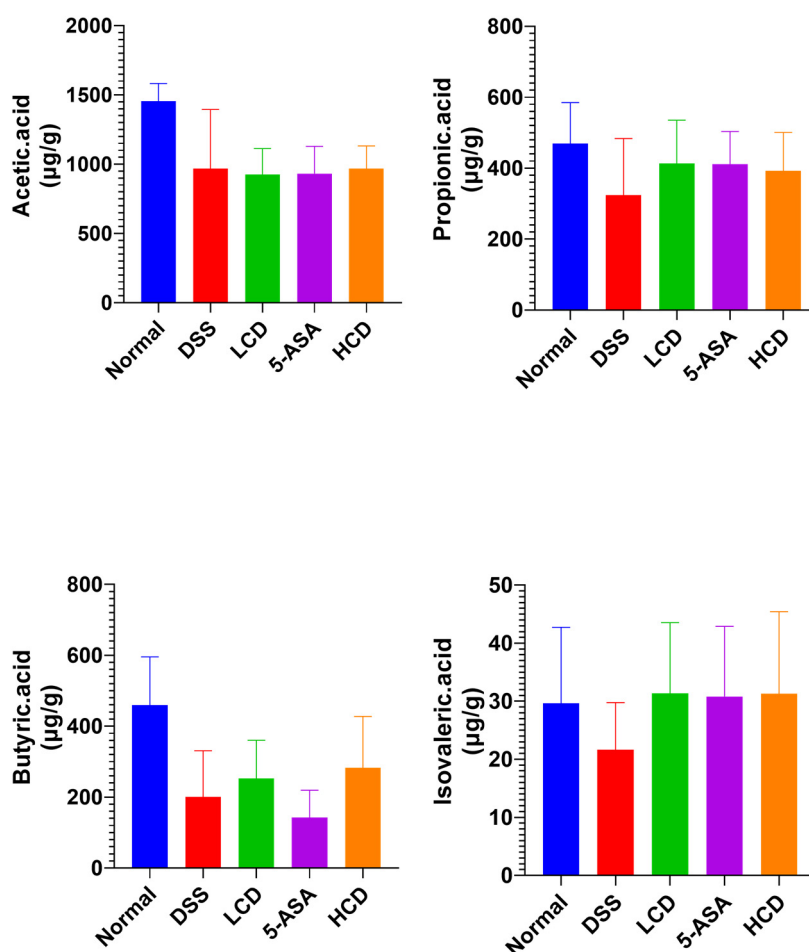 Acetic.acid
(µg/g)
2000
1500
1000
500
0
Normal
DSS
LCD
5-ASA
HCD
Propionic.acid
(µg/g)
800
600
400
200
0
Normal
DSS
LCD
5-ASA
HCD
Butyric.acid
(µg/g)
800
600
400
200
0
Normal
DSS
LCD
5-ASA
HCD
Isovaleric.acid
(µg/g)
50
40
30
20
10
0
Normal
DSS
LCD
5-ASA
HCD